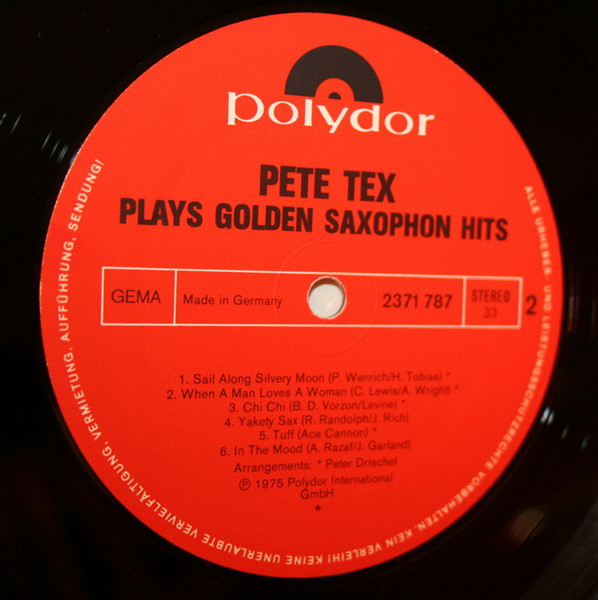 polydor
PETE TEX
PLAYS GOLDEN SAXOPHON HITS
GEMA
Made in Germany
2371 787
STEREO
33
2
1. Sail Along Silvery Moon (P. Wenrich/H. Tobias) *
2. When A Man Loves A Woman (C. Lewis/A. Wright) *
3. Chi Chi (B. D. Vorzon/Levine) *
4. Yakety Sax (R. Randolph/J. Rich)
5. Tuff (Ace Cannon) *
6. In The Mood (A. Razaf/J. Garland)
Arrangements: * Peter Drischel
℗ 1975 Polydor International
GmbH
*
ALLE URHEBER- UND LEISTUNGSSCHUTZRECHTE VORBEHALTEN. KEIN VERLEIH! KEINE UNERLAUBTE VERVIELFÄLTIGUNG, VERMIETUNG, AUFFÜHRUNG, SENDUNG!